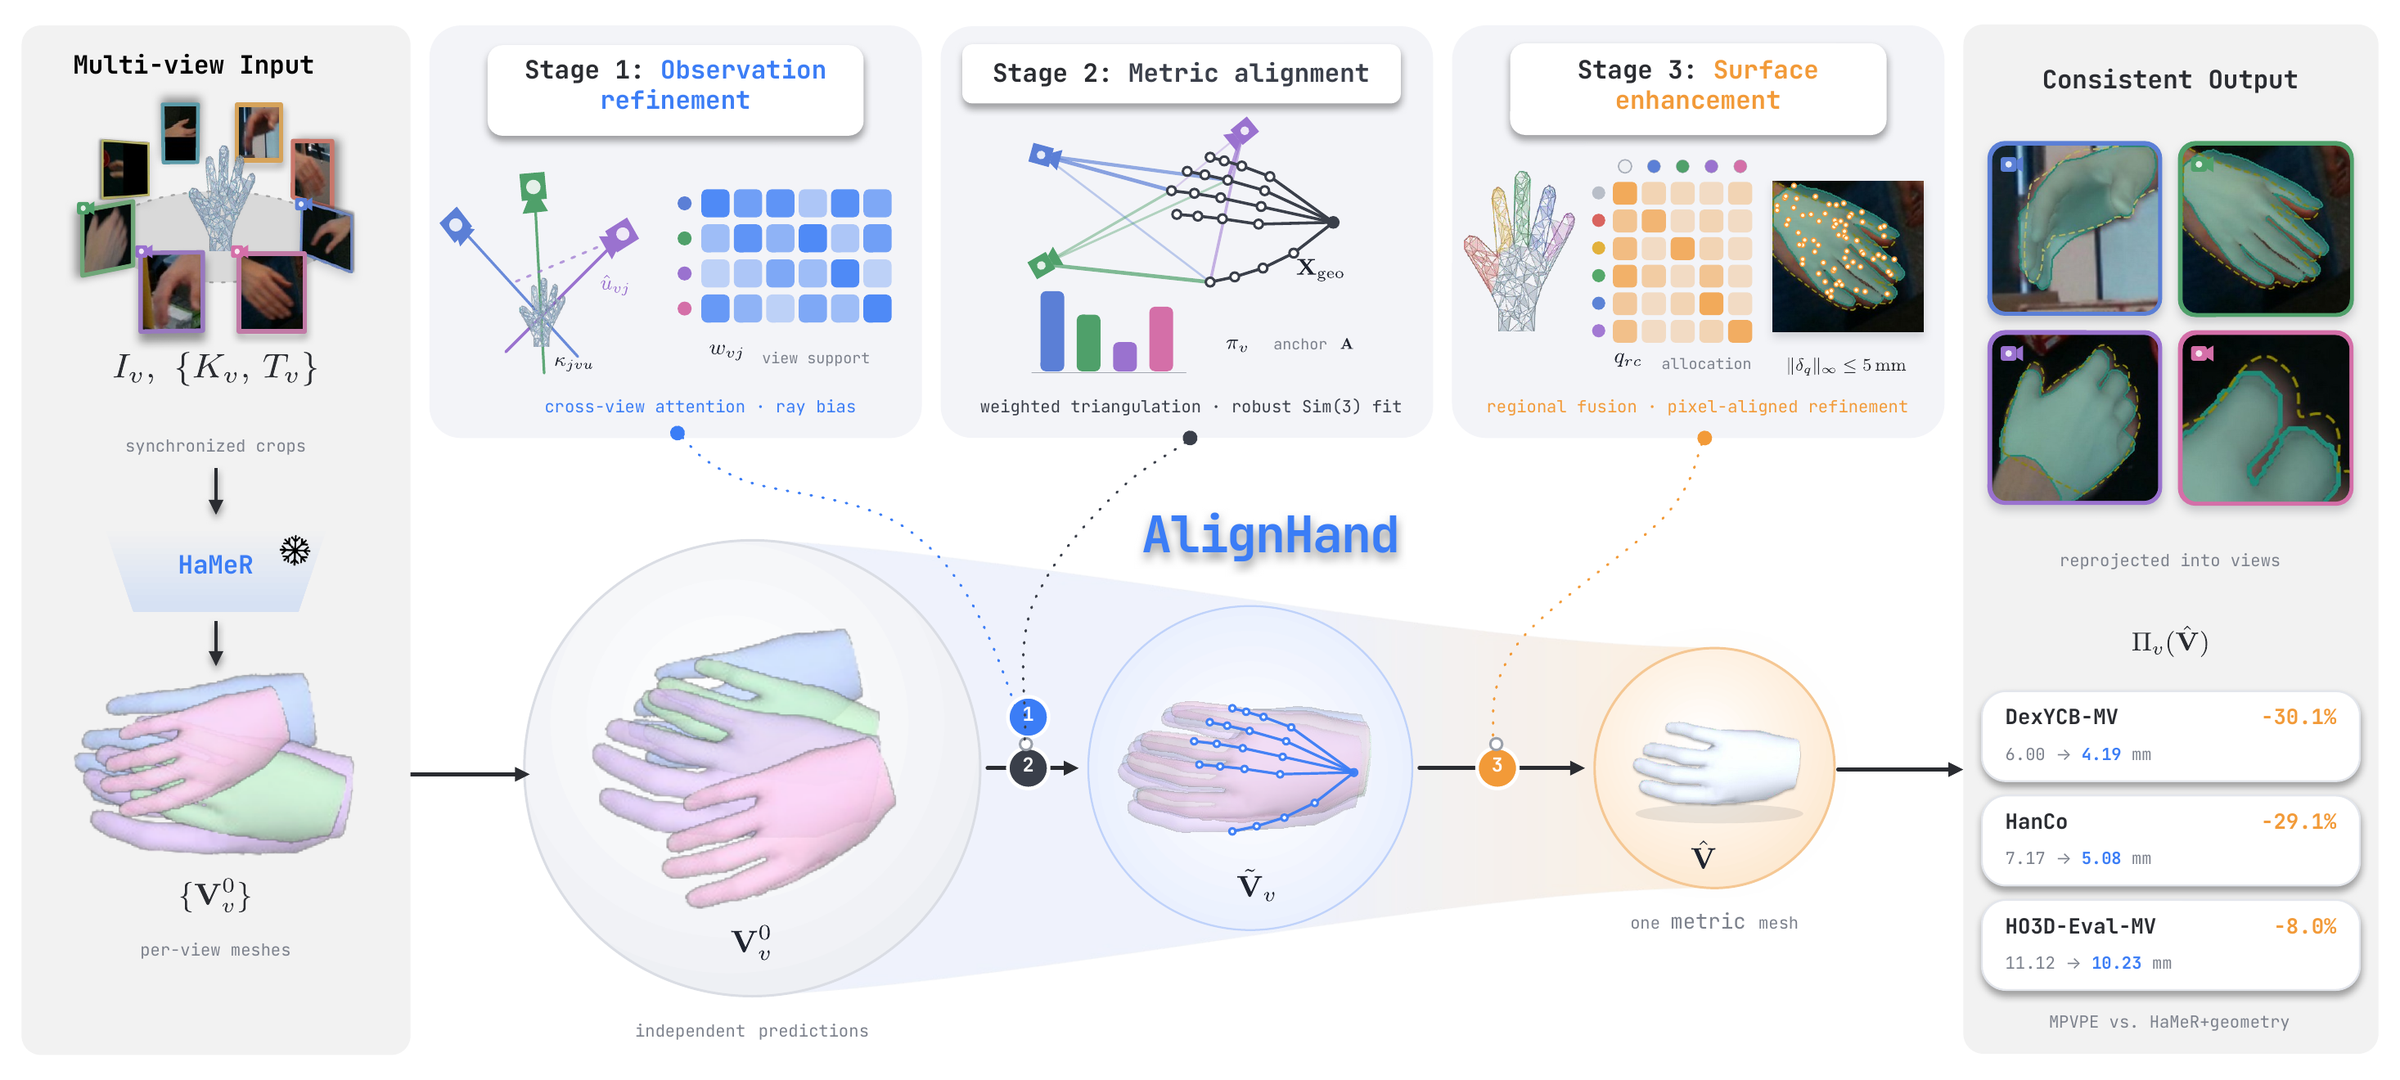 Multi-view Input
I_v, {K_v, T_v}
synchronized crops
HaMeR
{V_v^0}
per-view meshes
Stage 1: Observation
refinement
û_vj
κ_jvu
w_vj view support
cross-view attention · ray bias
Stage 2: Metric alignment
X_geo
π_v anchor A
weighted triangulation · robust Sim(3) fit
Stage 3: Surface
enhancement
q_rc allocation
‖δ_q‖_∞ ≤ 5 mm
regional fusion · pixel-aligned refinement
AlignHand
1
2
3
V_v^0
independent predictions
Ṽ_v
V̂
one metric mesh
Consistent Output
reprojected into views
Π_v(V̂)
DexYCB-MV -30.1%
6.00 → 4.19 mm
HanCo -29.1%
7.17 → 5.08 mm
HO3D-Eval-MV -8.0%
11.12 → 10.23 mm
MPVPE vs. HaMeR+geometry